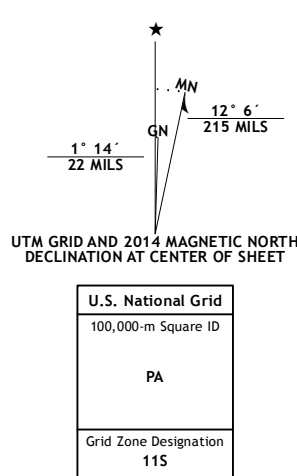 ★
MN
GN
12° 6´
215 MILS
1° 14´
22 MILS
UTM GRID AND 2014 MAGNETIC NORTH
DECLINATION AT CENTER OF SHEET
U.S. National Grid
100,000-m Square ID
PA
Grid Zone Designation
11S